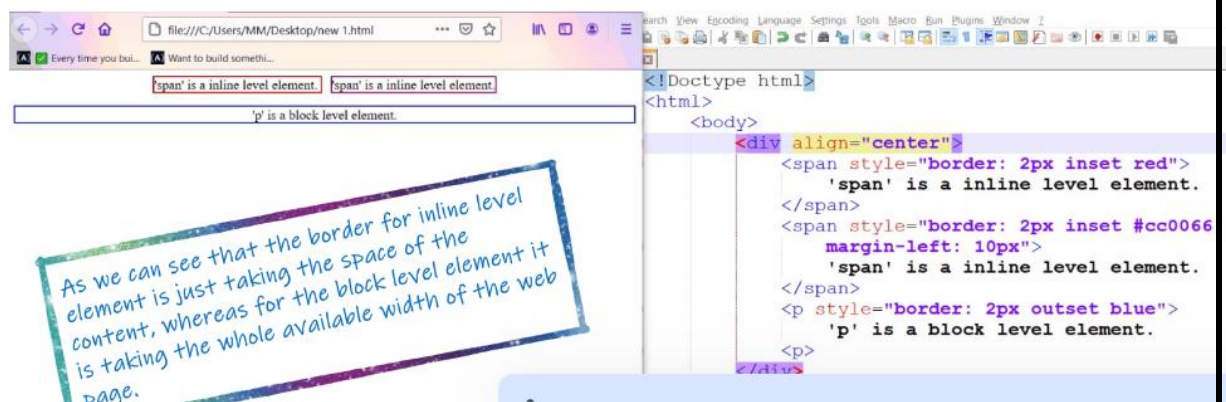 file:///C:/Users/MM/Desktop/new 1.html
Every time you bui...
Want to build somethi...
'span' is a inline level element. 'span' is a inline level element.
'p' is a block level element.
As we can see that the border for inline level
element is just taking the space of the
content, whereas for the block level element it
is taking the whole available width of the web
page.
earch View Encoding Language Settings Tools Macro Run Plugins Window ?
<!Doctype html>
<html>
<body>
<div align="center">
<span style="border: 2px inset red">
'span' is a inline level element.
</span>
<span style="border: 2px inset #cc0066
margin-left: 10px">
'span' is a inline level element.
</span>
<p style="border: 2px outset blue">
'p' is a block level element.
<p>
</div>